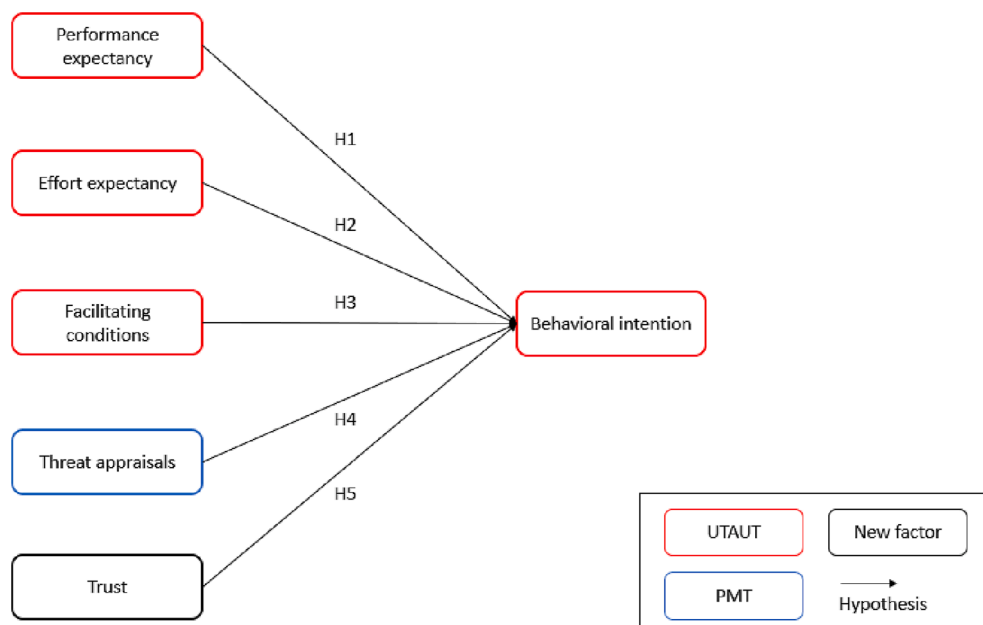 Performance
expectancy
H1
Effort expectancy
H2
Facilitating
conditions
H3
Behavioral intention
Threat appraisals
H4
H5
Trust
UTAUT
New factor
PMT
Hypothesis